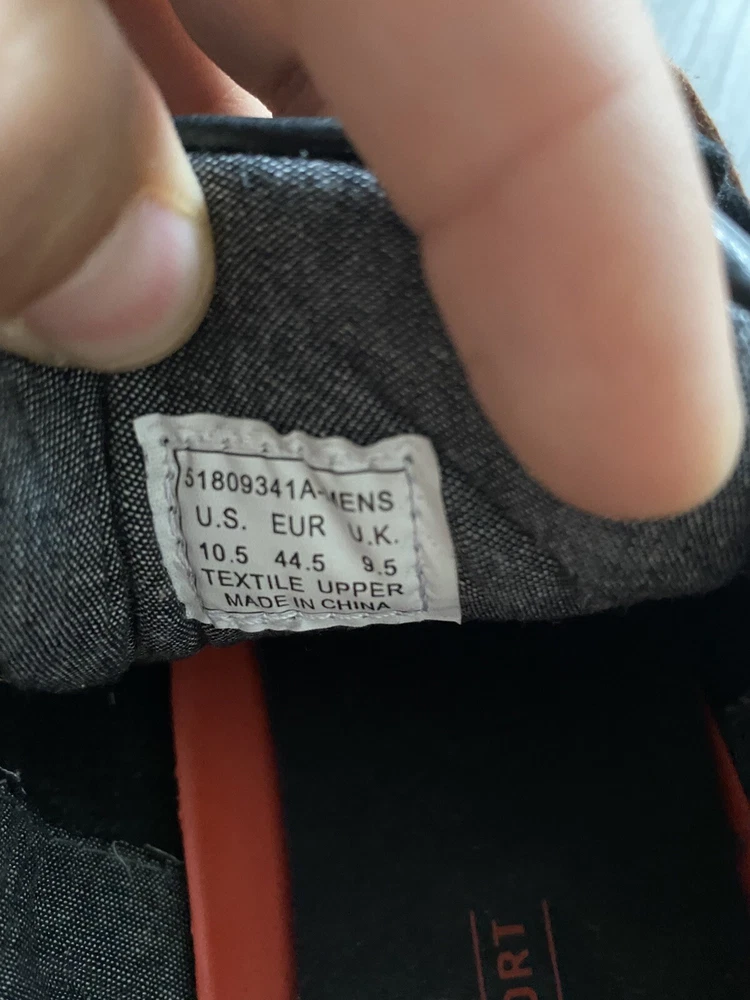 51809341A-MENS
U.S. EUR U.K.
10.5 44.5 9.5
TEXTILE UPPER
MADE IN CHINA